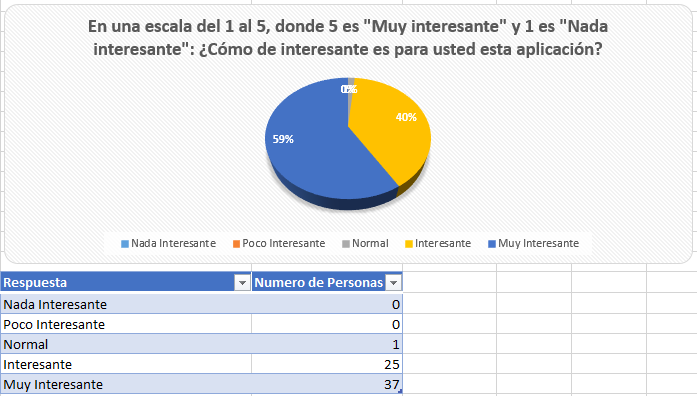 En una escala del 1 al 5, donde 5 es "Muy interesante" y 1 es "Nada
interesante": ¿Cómo de interesante es para usted esta aplicación?
40%
59%
Nada Interesante Poco Interesante Normal Interesante Muy Interesante
Respuesta Numero de Personas
Nada Interesante 0
Poco Interesante 0
Normal 1
Interesante 25
Muy Interesante 37